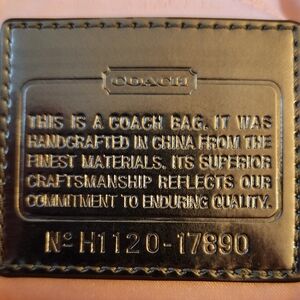 COACH
THIS IS A COACH BAG. IT WAS
HANDCRAFTED IN CHINA FROM THE
FINEST MATERIALS. ITS SUPERIOR
CRAFTSMANSHIP REFLECTS OUR
COMMITMENT TO ENDURING QUALITY.
Nº H1120-17890